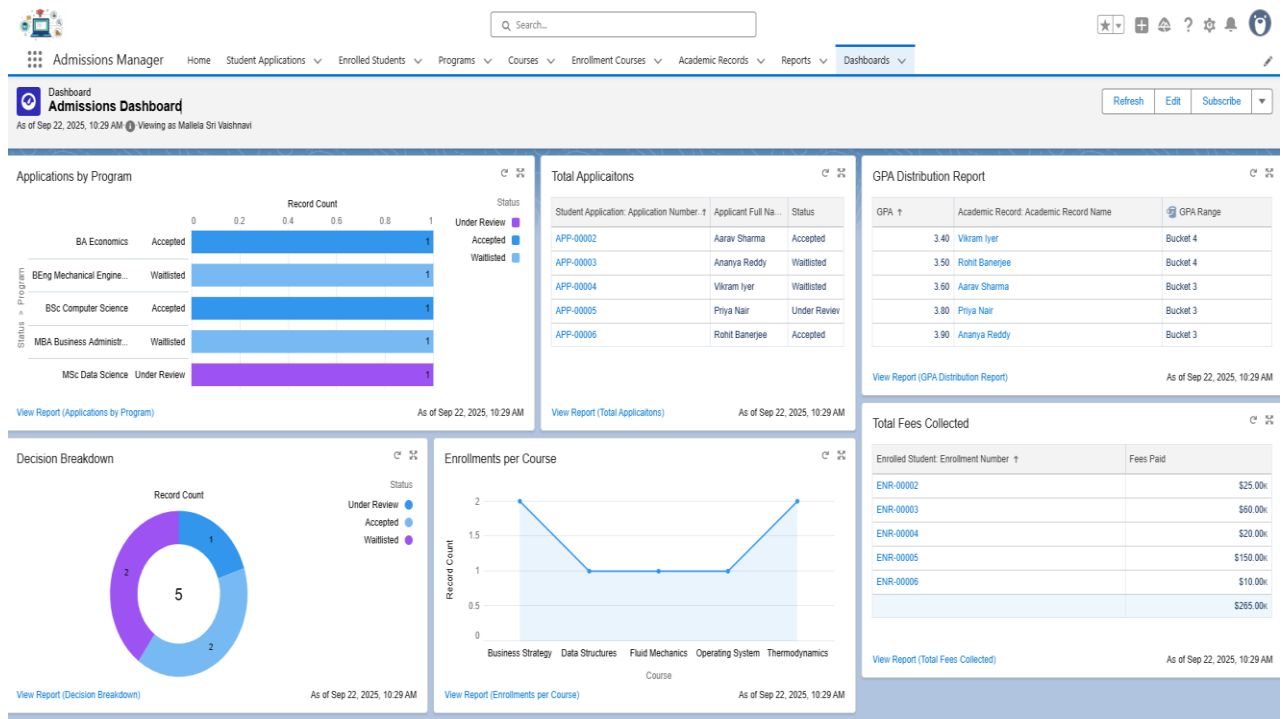 Search...
Admissions Manager
Home Student Applications Enrolled Students Programs Courses Enrollment Courses Academic Records Reports Dashboards
Dashboard
Admissions Dashboard
As of Sep 22, 2025, 10:29 AM Viewing as Mallela Sri Vaishnavi
Refresh Edit Subscribe
Applications by Program
Record Count
0 0.2 0.4 0.6 0.8 1
Status > Program
BA Economics Accepted 1
BEng Mechanical Engine... Waitlisted 1
BSc Computer Science Accepted 1
MBA Business Administr... Waitlisted 1
MSc Data Science Under Review 1
Status
Under Review
Accepted
Waitlisted
View Report (Applications by Program) As of Sep 22, 2025, 10:29 AM
Total Applicaitons
Student Application: Application Number ↑ Applicant Full Na... Status
APP-00002 Aarav Sharma Accepted
APP-00003 Ananya Reddy Waitlisted
APP-00004 Vikram Iyer Waitlisted
APP-00005 Priya Nair Under Review
APP-00006 Rohit Banerjee Accepted
View Report (Total Applicaitons) As of Sep 22, 2025, 10:29 AM
GPA Distribution Report
GPA ↑ Academic Record: Academic Record Name GPA Range
3.40 Vikram Iyer Bucket 4
3.50 Rohit Banerjee Bucket 4
3.60 Aarav Sharma Bucket 3
3.80 Priya Nair Bucket 3
3.90 Ananya Reddy Bucket 3
View Report (GPA Distribution Report) As of Sep 22, 2025, 10:29 AM
Decision Breakdown
Record Count
1
2
2
5
Status
Under Review
Accepted
Waitlisted
View Report (Decision Breakdown) As of Sep 22, 2025, 10:29 AM
Enrollments per Course
Record Count
2
1.5
1
0.5
0
Business Strategy Data Structures Fluid Mechanics Operating System Thermodynamics
Course
View Report (Enrollments per Course) As of Sep 22, 2025, 10:29 AM
Total Fees Collected
Enrolled Student: Enrollment Number ↑ Fees Paid
ENR-00002 $25.00K
ENR-00003 $60.00K
ENR-00004 $20.00K
ENR-00005 $150.00K
ENR-00006 $10.00K
$265.00K
View Report (Total Fees Collected) As of Sep 22, 2025, 10:29 AM